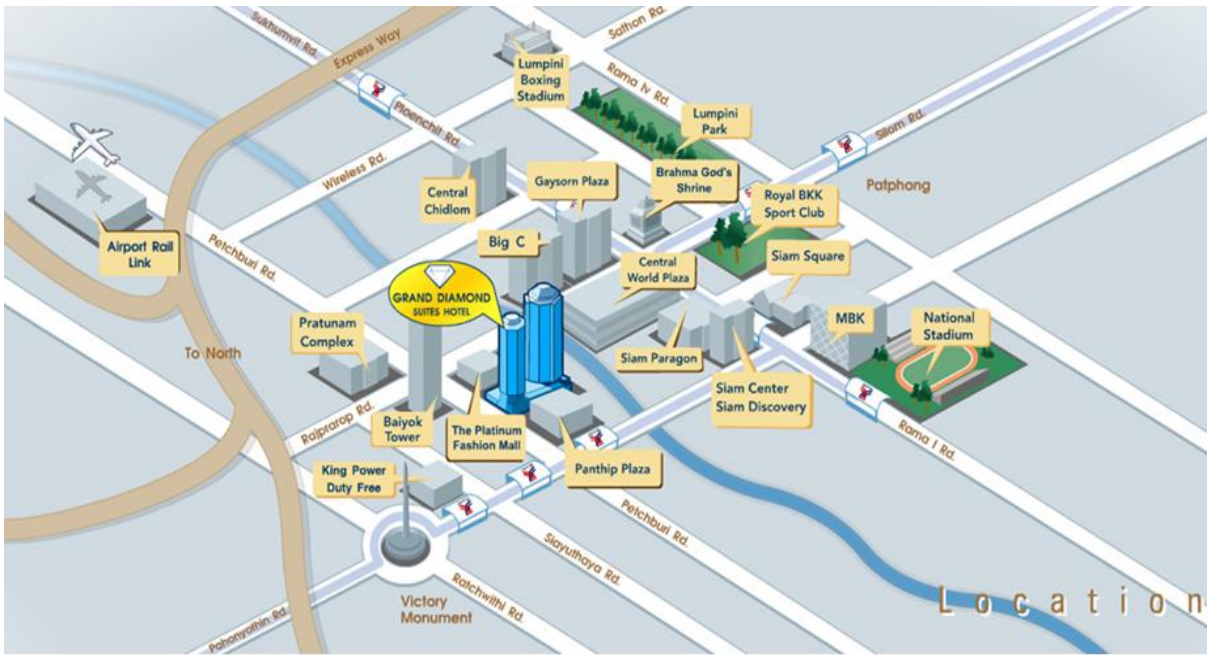 Sukhumvit Rd.
Express Way
Sathon Ra.
Lumpini
Boxing
Stadium
Rama Iv Rd.
Ploenchit Rd.
Lumpini
Park
Silom Rd.
Wireless Rd.
Central
Chidlom
Gaysorn Plaza
Brahma God's
Shrine
Royal BKK
Sport Club
Patphong
Airport Rail
Link
Petchburi Rd.
Big C
Central
World Plaza
Siam Square
GRAND DIAMOND
SUITES HOTEL
Pratunam
Complex
MBK
National
Stadium
To North
Siam Paragon
Siam Center
Siam Discovery
Rajprarop Rd.
Baiyok
Tower
The Platinum
Fashion Mall
Rama I Rd.
King Power
Duty Free
Panthip Plaza
Petchburi Rd.
Siayuthaya Rd.
Ratchwithi Rd.
Victory
Monument
Pahonyothin Rd.
Location